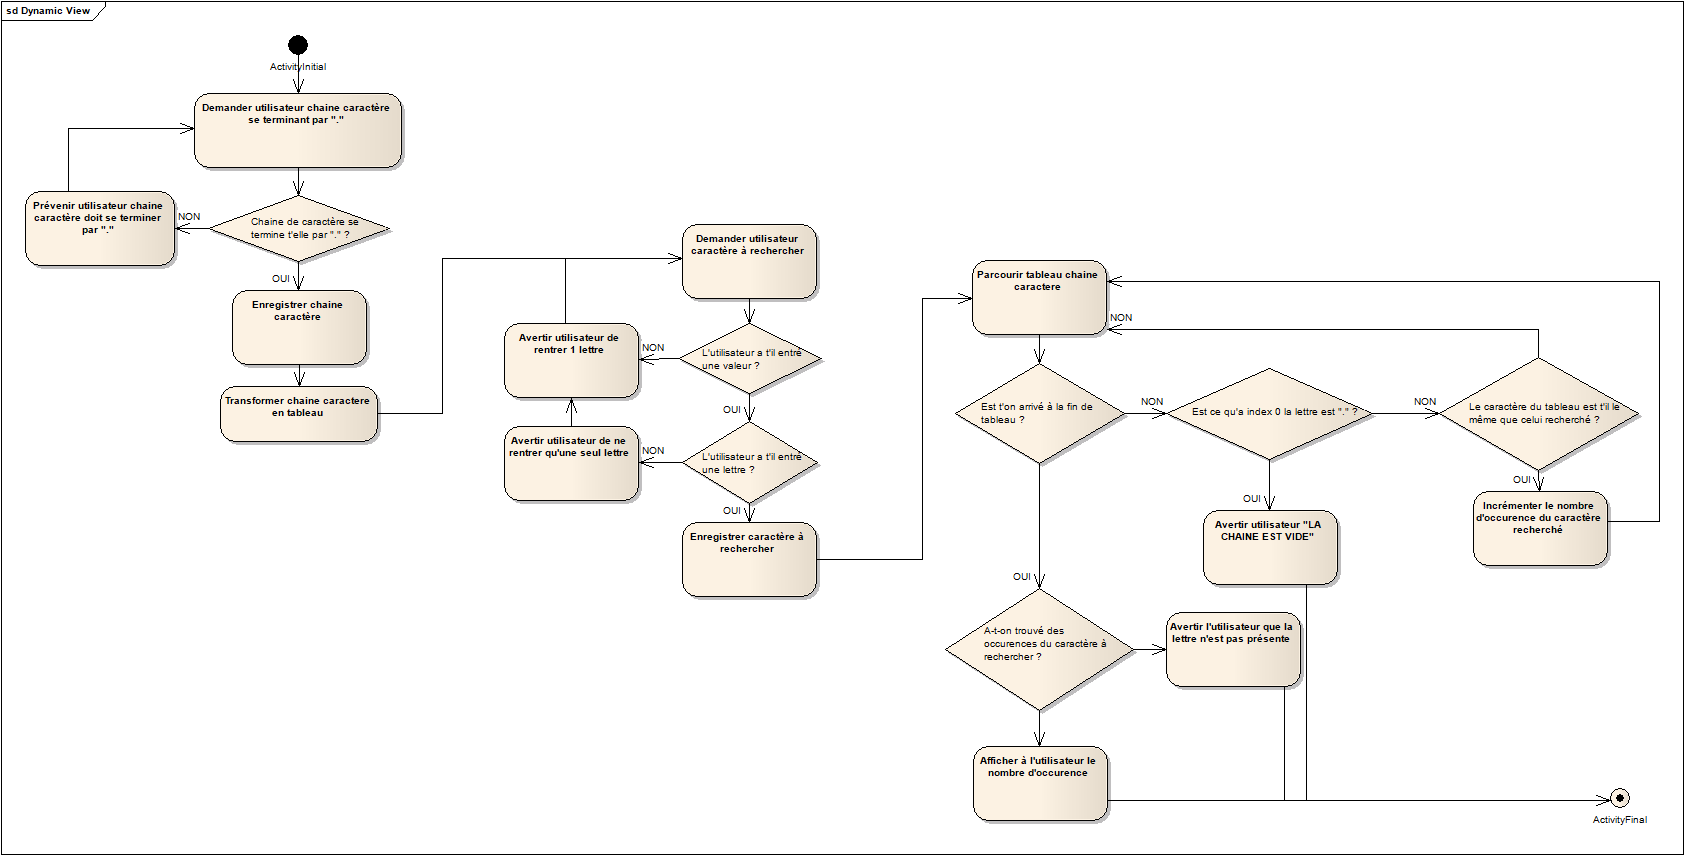 sd Dynamic View
ActivityInitial
Demander utilisateur chaine caractère
se terminant par "."
Prévenir utilisateur chaine
caractère doit se terminer
par "."
NON
Chaine de caractère se
termine t'elle par "." ?
OUI
Enregistrer chaine
caractère
Transformer chaine caractere
en tableau
Demander utilisateur
caractère à rechercher
Avertir utilisateur de
rentrer 1 lettre
NON
L'utilisateur a t'il entré
une valeur ?
OUI
Avertir utilisateur de ne
rentrer qu'une seul lettre
NON
L'utilisateur a t'il entré
une lettre ?
OUI
Enregistrer caractère à
rechercher
Parcourir tableau chaine
caractere
NON
Est t'on arrivé à la fin de
tableau ?
NON
Est ce qu'a index 0 la lettre est "." ?
NON
Le caractère du tableau est t'il le
même que celui recherché ?
OUI
Avertir utilisateur "LA
CHAINE EST VIDE"
OUI
Incrémenter le nombre
d'occurence du caractère
recherché
OUI
A-t-on trouvé des
occurences du caractère à
rechercher ?
Avertir l'utilisateur que la
lettre n'est pas présente
Afficher à l'utilisateur le
nombre d'occurence
ActivityFinal